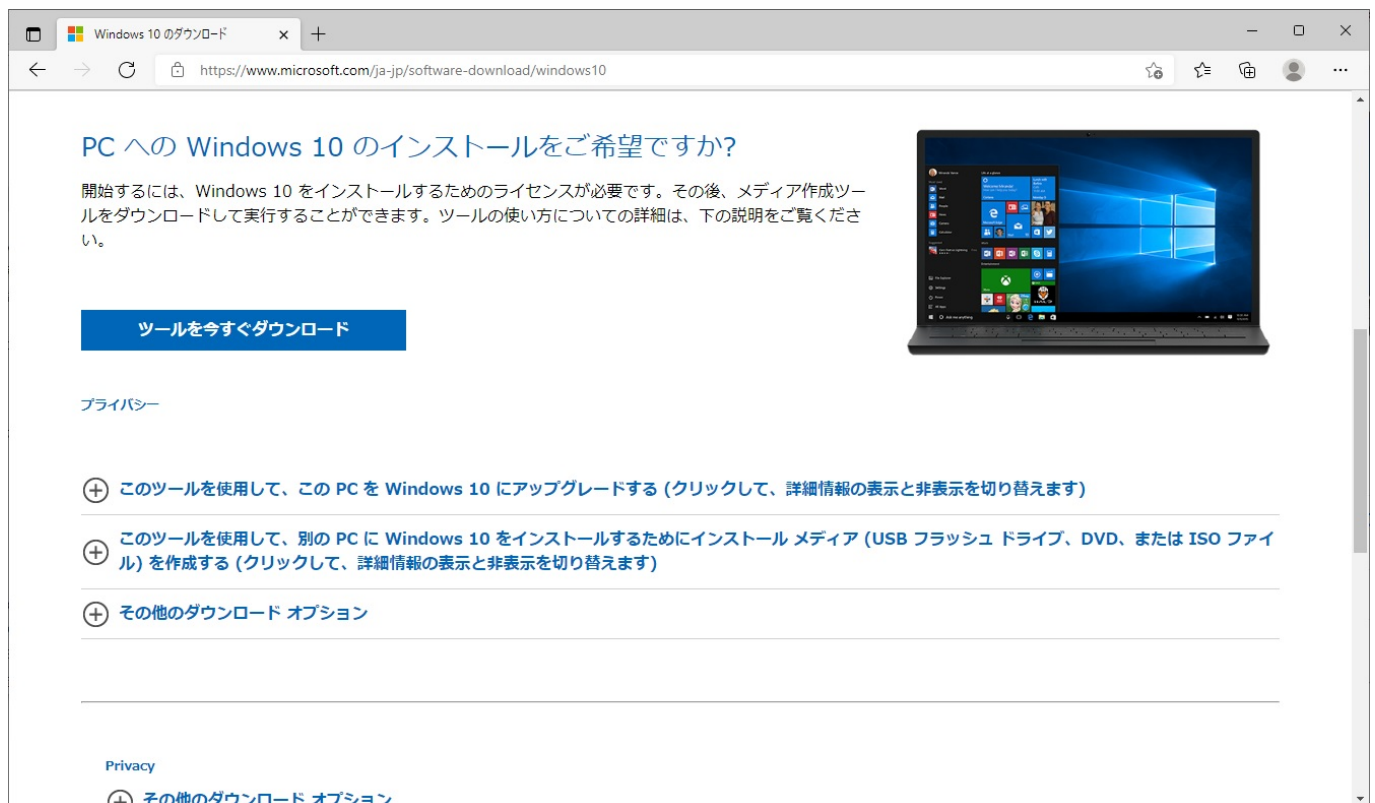 Windows 10 のダウンロード
https://www.microsoft.com/ja-jp/software-download/windows10
PC への Windows 10 のインストールをご希望ですか?
開始するには、Windows 10 をインストールするためのライセンスが必要です。その後、メディア作成ツー
ルをダウンロードして実行することができます。ツールの使い方についての詳細は、下の説明をご覧くださ
い。
ツールを今すぐダウンロード
プライバシー
このツールを使用して、この PC を Windows 10 にアップグレードする (クリックして、詳細情報の表示と非表示を切り替えます)
このツールを使用して、別の PC に Windows 10 をインストールするためにインストール メディア (USB フラッシュ ドライブ、DVD、または ISO ファイ
ル) を作成する (クリックして、詳細情報の表示と非表示を切り替えます)
その他のダウンロード オプション
Privacy
その他のダウンロード オプション